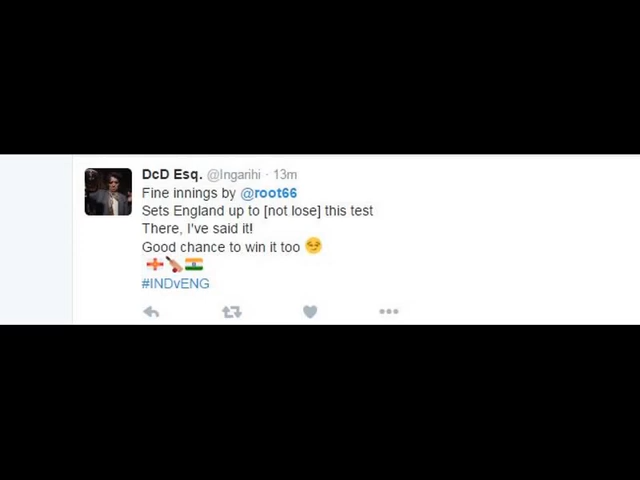 DcD Esq. @Ingarihi · 13m
Fine innings by @root66
Sets England up to [not lose] this test
There, I've said it!
Good chance to win it too 😏
🏴󠁧󠁢󠁥󠁮󠁧󠁿🏏🇮🇳
#INDvENG